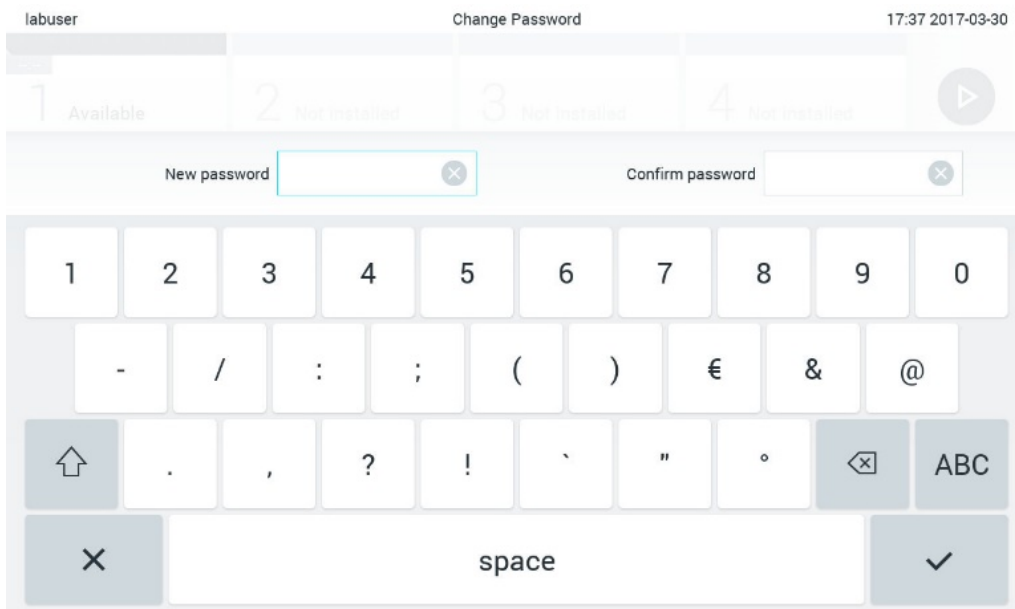 labuser Change Password 17:37 2017-03-30
1 Available 2 Not installed 3 Not installed 4 Not installed
New password Confirm password
1 2 3 4 5 6 7 8 9 0
- / : ; ( ) € & @
. , ? ! ` " ° ABC
space